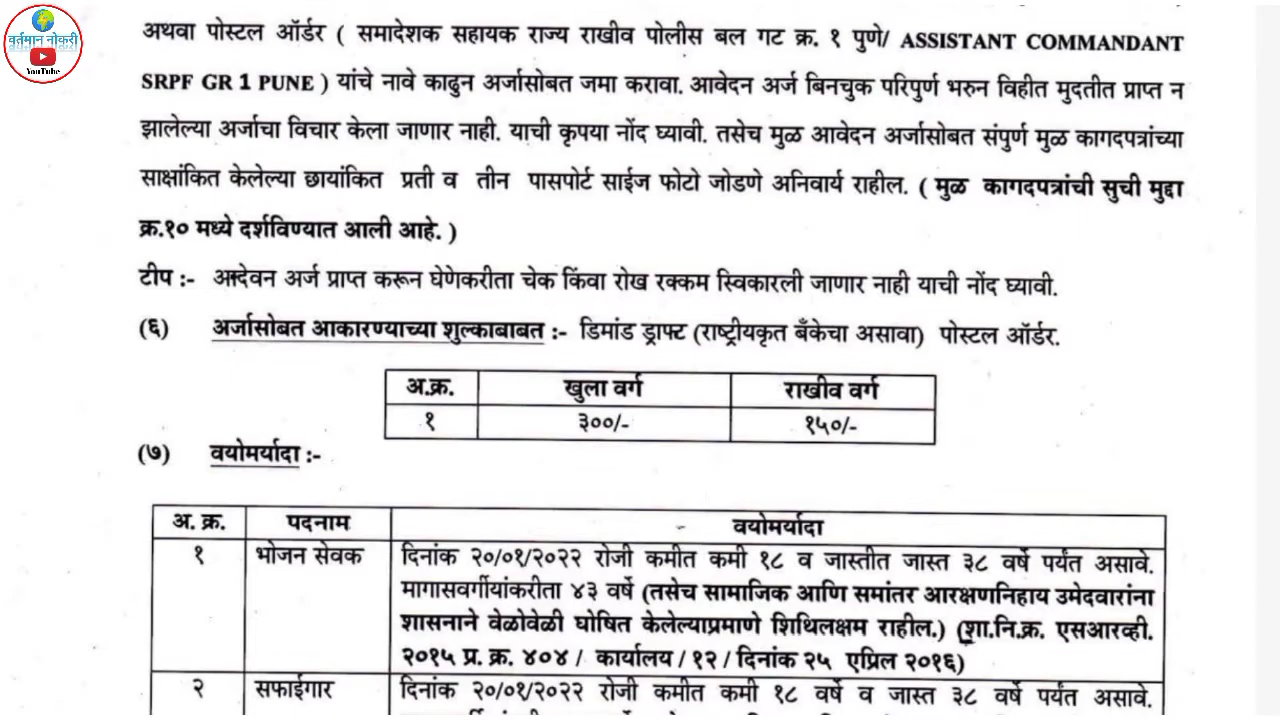 वर्तमान नोकरी
YouTube
अथवा पोस्टल ऑर्डर ( समादेशक सहायक राज्य राखीव पोलीस बल गट क्र. १ पुणे/ ASSISTANT COMMANDANT
SRPF GR 1 PUNE ) यांचे नावे काढुन अर्जासोबत जमा करावा. आवेदन अर्ज बिनचुक परिपुर्ण भरुन विहीत मुदतीत प्राप्त न
झालेल्या अर्जाचा विचार केला जाणार नाही. याची कृपया नोंद घ्यावी. तसेच मुळ आवेदन अर्जासोबत संपुर्ण मुळ कागदपत्रांच्या
साक्षांकित केलेल्या छायांकित प्रती व तीन पासपोर्ट साईज फोटो जोडणे अनिवार्य राहील. ( मुळ कागदपत्रांची सुची मुद्दा
क्र.१० मध्ये दर्शविण्यात आली आहे. )
टीप :- अर्ज प्राप्त करून घेणेकरीता चेक किंवा रोख रक्कम स्विकारली जाणार नाही याची नोंद घ्यावी.
(६) अर्जासोबत आकारण्याच्या शुल्काबाबत :- डिमांड ड्राफ्ट (राष्ट्रीयकृत बँकेचा असावा) पोस्टल ऑर्डर.
अ.क्र. खुला वर्ग राखीव वर्ग
१ ३००/- १५०/-
(७) वयोमर्यादा :-
अ. क्र. पदनाम वयोमर्यादा
१ भोजन सेवक दिनांक २०/०१/२०२२ रोजी कमीत कमी १८ व जास्तीत जास्त ३८ वर्षे पर्यंत असावे.
मागासवर्गीयांकरीता ४३ वर्षे (तसेच सामाजिक आणि समांतर आरक्षणनिहाय उमेदवारांना
शासनाने वेळोवेळी घोषित केलेल्याप्रमाणे शिथिलक्षम राहील.) (शा.नि.क्र. एसआरव्ही.
२०१५ प्र. क्र. ४०४ / कार्यालय / १२ / दिनांक २५ एप्रिल २०१६)
२ सफाईगार दिनांक २०/०१/२०२२ रोजी कमीत कमी १८ वर्षे व जास्त ३८ वर्षे पर्यंत असावे.